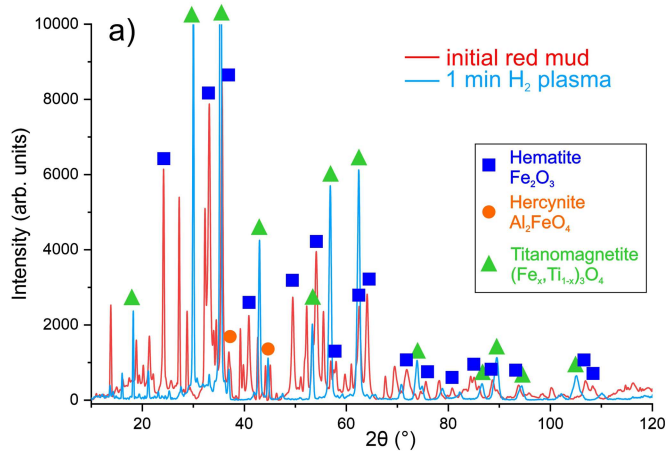 a)
initial red mud
1 min H₂ plasma
Hematite
Fe₂O₃
Hercynite
Al₂FeO₄
Titanomagnetite
(Feₓ,Ti₁₋ₓ)₃O₄
Intensity (arb. units)
10000
8000
6000
4000
2000
0
20 40 60 80 100 120
2θ (°)